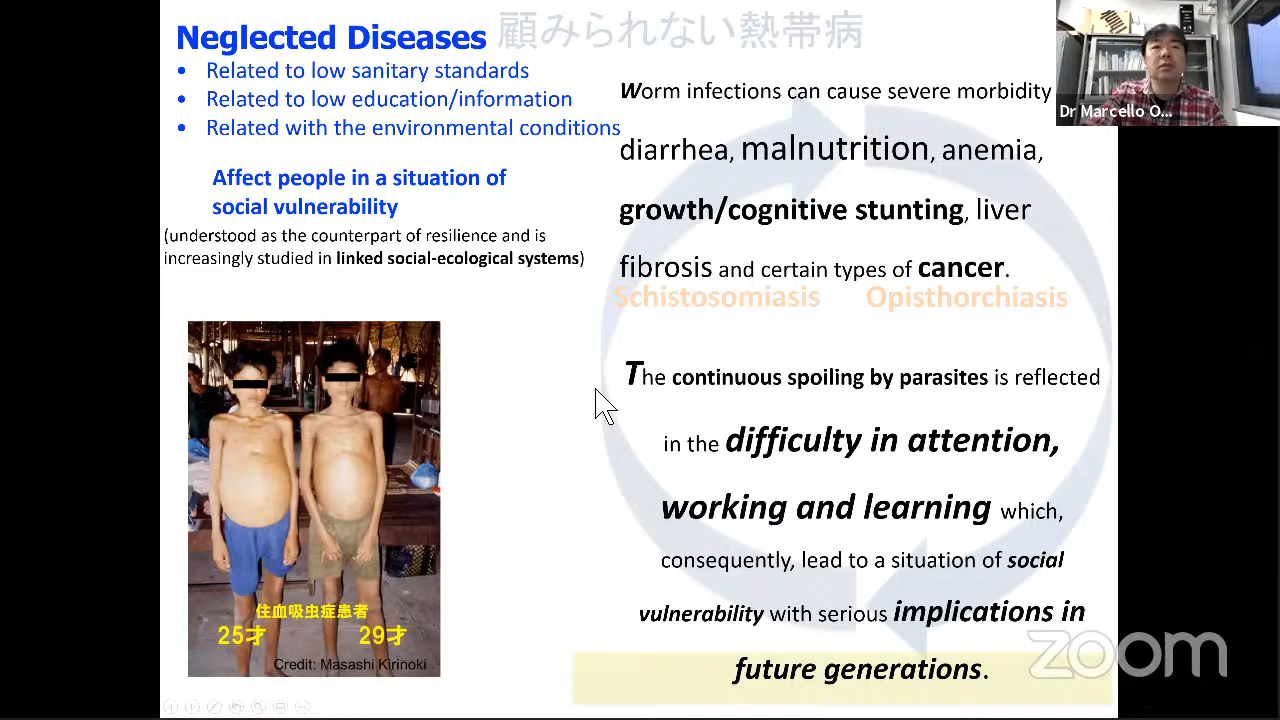 Neglected Diseases 顧みられない熱帯病
• Related to low sanitary standards
• Related to low education/information
• Related with the environmental conditions
Affect people in a situation of
social vulnerability
(understood as the counterpart of resilience and is
increasingly studied in linked social-ecological systems)
住血吸虫症患者
25才 29才
Credit: Masashi Kirinoki
Worm infections can cause severe morbidity
diarrhea, malnutrition, anemia,
growth/cognitive stunting, liver
fibrosis and certain types of cancer.
Schistosomiasis Opisthorchiasis
The continuous spoiling by parasites is reflected
in the difficulty in attention,
working and learning which,
consequently, lead to a situation of social
vulnerability with serious implications in
future generations.
Dr Marcello O...
zoom